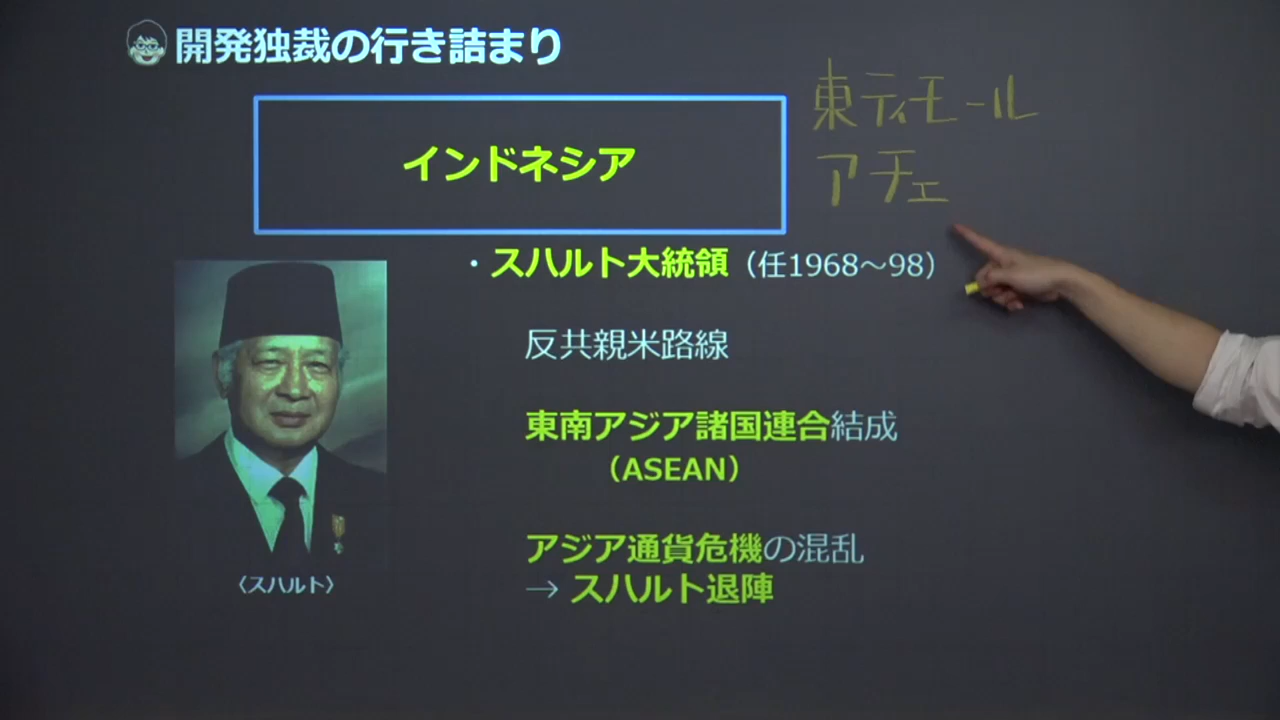 開発独裁の行き詰まり
東ティモール
アチェ
インドネシア
・スハルト大統領（任1968～98）
反共親米路線
東南アジア諸国連合結成
（ASEAN）
アジア通貨危機の混乱
→ スハルト退陣
〈スハルト〉